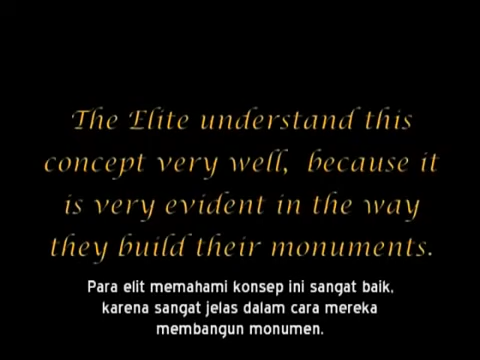 The Elite understand this
concept very well,  because it
is very evident in the way
they build their monuments.
Para elit memahami konsep ini sangat baik,
karena sangat jelas dalam cara mereka
membangun monumen.